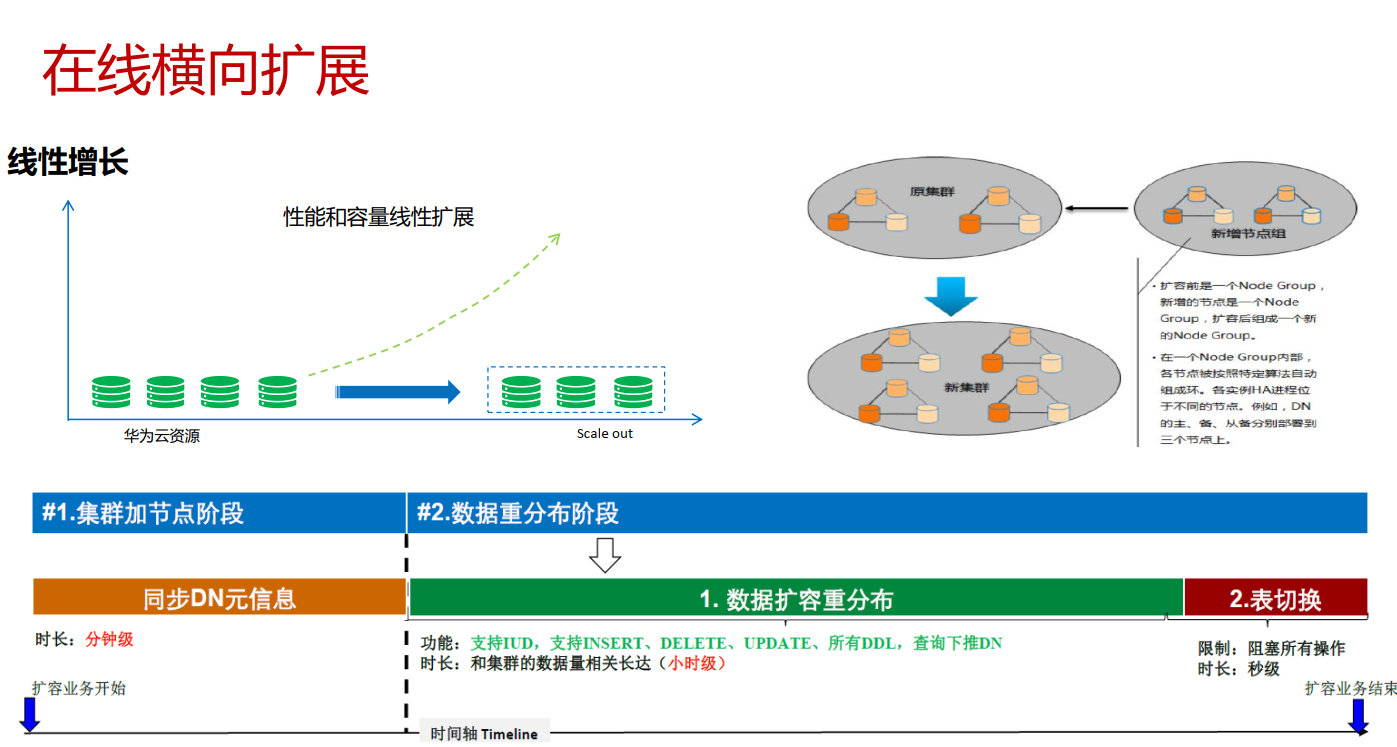 在线横向扩展
线性增长
性能和容量线性扩展
华为云资源
Scale out
原集群
新增节点组
新集群
· 扩容前是一个Node Group，
新增的节点是一个Node
Group，扩容后组成一个新
的Node Group。
· 在一个Node Group内部，
各节点被按照特定算法自动
组成环。各实例HA进程位
于不同的节点。例如，DN
的主、备、从备分别部署到
三个节点上。
#1.集群加节点阶段
#2.数据重分布阶段
同步DN元信息
1. 数据扩容重分布
2.表切换
时长：分钟级
功能：支持IUD，支持INSERT、DELETE、UPDATE、所有DDL，查询下推DN
时长：和集群的数据量相关长达（小时级）
限制：阻塞所有操作
时长：秒级
扩容业务开始
扩容业务结束
时间轴 Timeline